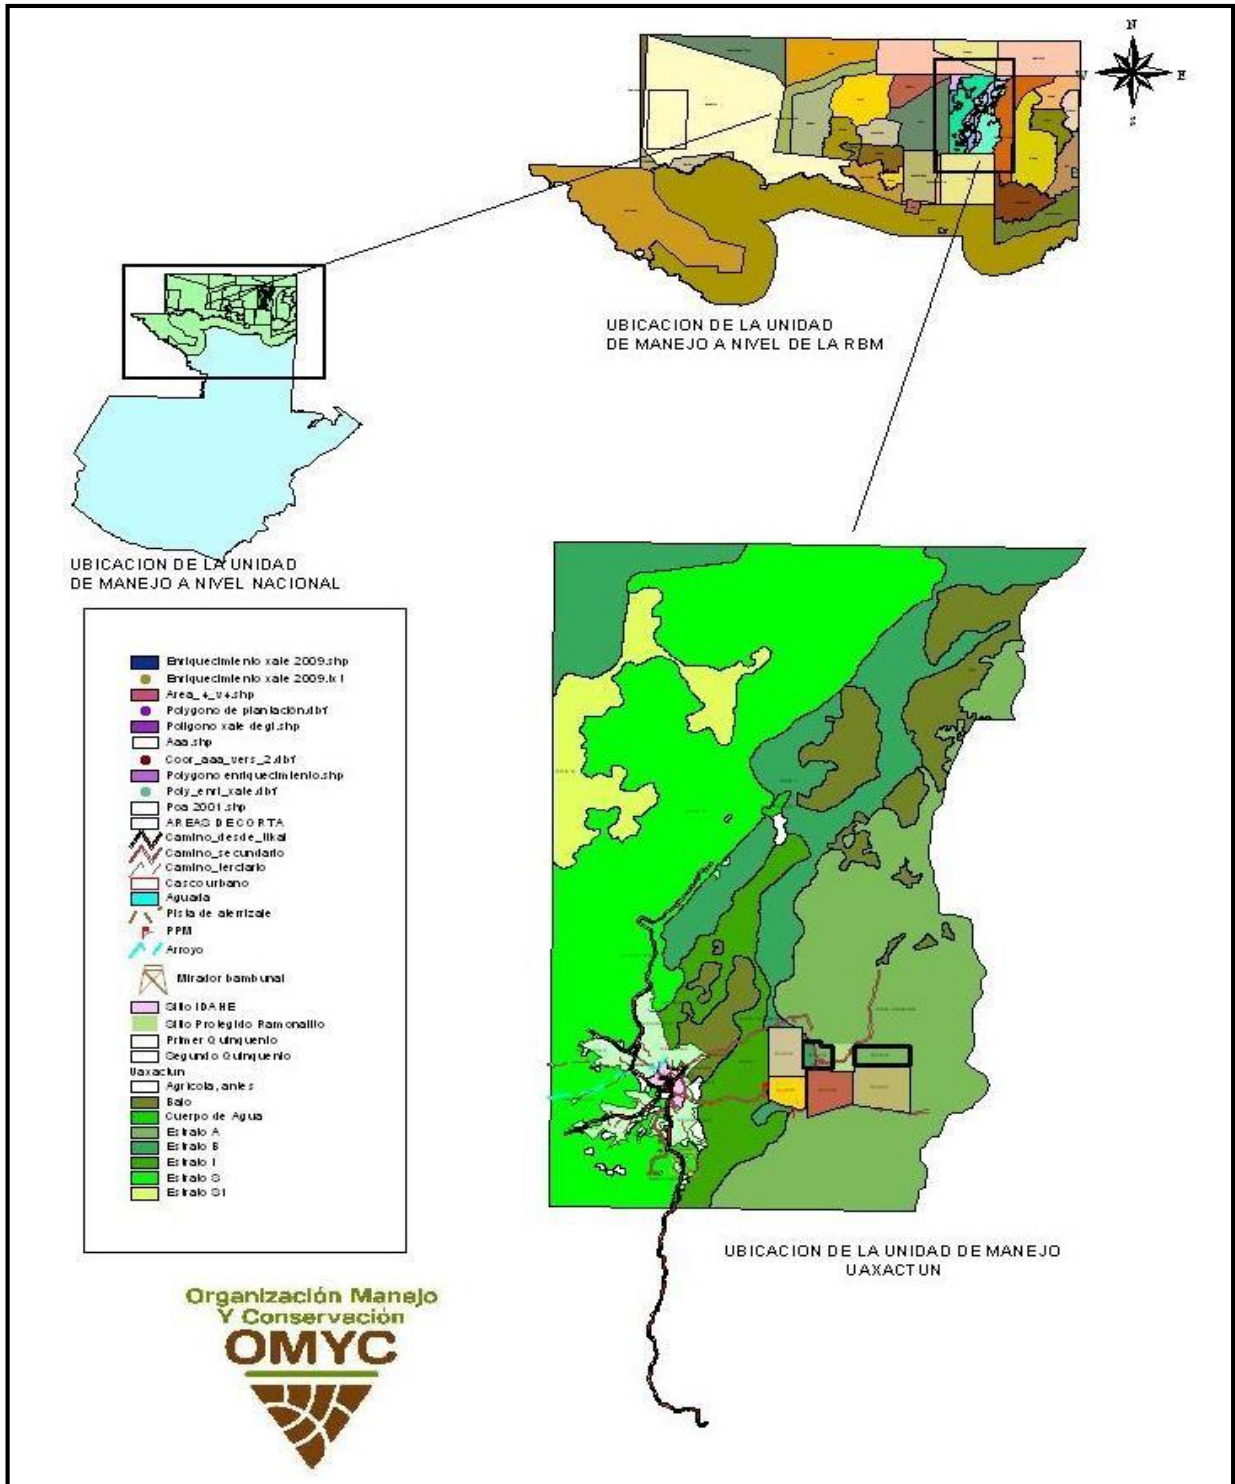 N
W E
S
UBICACION DE LA UNIDAD
DE MANEJO A NIVEL DE LA RBM
UBICACION DE LA UNIDAD
DE MANEJO A NIVEL NACIONAL
Enriquecimiento xate 2009.shp
Enriquecimiento xate 2009.txt
Area_4_v4.shp
Polygono de plantación.dbf
Poligono xate degl.shp
Aaa.shp
Coor_aaa_vers_2.dbf
Polygono enriquecimiento.shp
Poly_enri_xate.dbf
Poa 2001.shp
AREAS DE CORTA
Camino_desde_tikal
Camino_secundario
Camino_terciario
Casco urbano
Aguada
Pista de aterrizaje
PPM
Arroyo
Mirador bambunal
Sitio IDAHE
Sitio Protegido Ramonalito
Primer Quinquenio
Segundo Quinquenio
Uaxactun
Agricola, antes
Bajo
Cuerpo de Agua
Estrato A
Estrato B
Estrato I
Estrato S
Estrato S1
UBICACION DE LA UNIDAD DE MANEJO
UAXACTUN
Organización Manejo
Y Conservación
OMYC